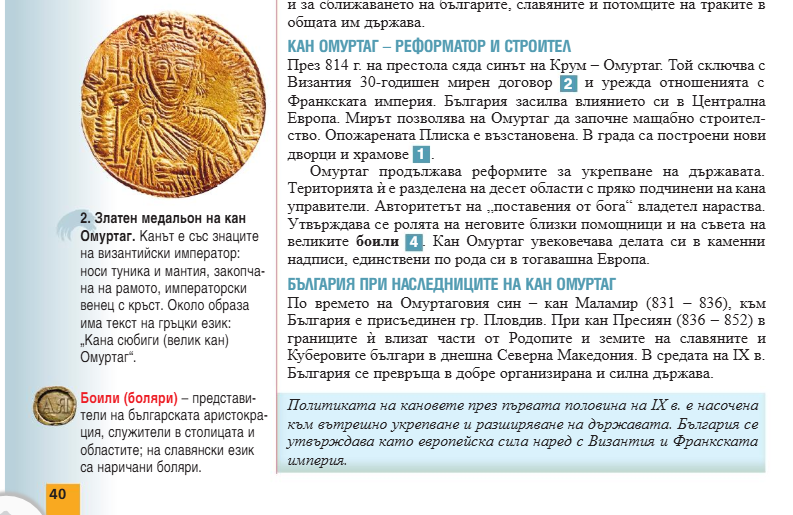 и за сближаването на българите, славяните и потомците на траките в
общата им държава.
КАН ОМУРТАГ – РЕФОРМАТОР И СТРОИТЕЛ
През 814 г. на престола сяда синът на Крум – Омуртаг. Той сключва с
Византия 30-годишен мирен договор 2 и урежда отношенията с
Франкската империя. България засилва влиянието си в Централна
Европа. Мирът позволява на Омуртаг да започне мащабно строител-
ство. Опожарената Плиска е възстановена. В града са построени нови
дворци и храмове 1.
Омуртаг продължава реформите за укрепване на държавата.
Територията ѝ е разделена на десет области с пряко подчинени на кана
управители. Авторитетът на „поставения от бога“ владетел нараства.
Утвърждава се ролята на неговите близки помощници и на съвета на
великите боили 4. Кан Омуртаг увековечава делата си в каменни
надписи, единствени по рода си в тогавашна Европа.
БЪЛГАРИЯ ПРИ НАСЛЕДНИЦИТЕ НА КАН ОМУРТАГ
По времето на Омуртаговия син – кан Маламир (831 – 836), към
България е присъединен гр. Пловдив. При кан Пресиян (836 – 852) в
границите ѝ влизат части от Родопите и земите на славяните и
Куберовите българи в днешна Северна Македония. В средата на IX в.
България се превръща в добре организирана и силна държава.
Политиката на кановете през първата половина на IX в. е насочена
към вътрешно укрепване и разширяване на държавата. България се
утвърждава като европейска сила наред с Византия и Франкската
империя.
2. Златен медальон на кан
Омуртаг. Канът е със знаците
на византийски император:
носи туника и мантия, закопча-
на на рамото, императорски
венец с кръст. Около образа
има текст на гръцки език:
„Кана сюбиги (велик кан)
Омуртаг“.
Боили (боляри) – представи-
тели на българската аристокра-
ция, служители в столицата и
областите; на славянски език
са наричани боляри.
40